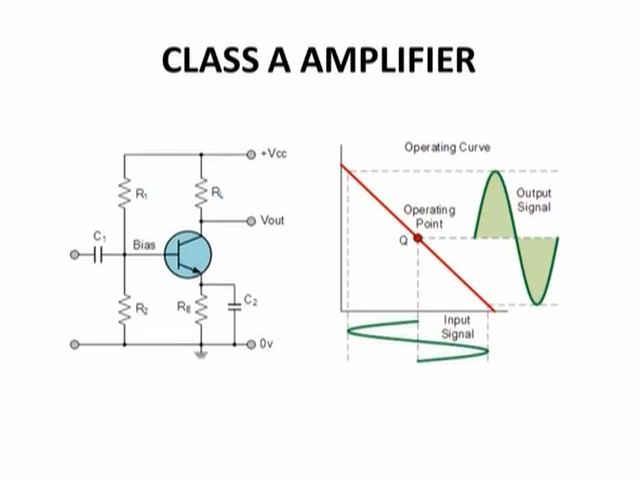 CLASS A AMPLIFIER
+Vcc
R1
RL
Vout
C1
Bias
R2
RE
C2
0v
Operating Curve
Output
Signal
Operating
Point
Q
Input
Signal